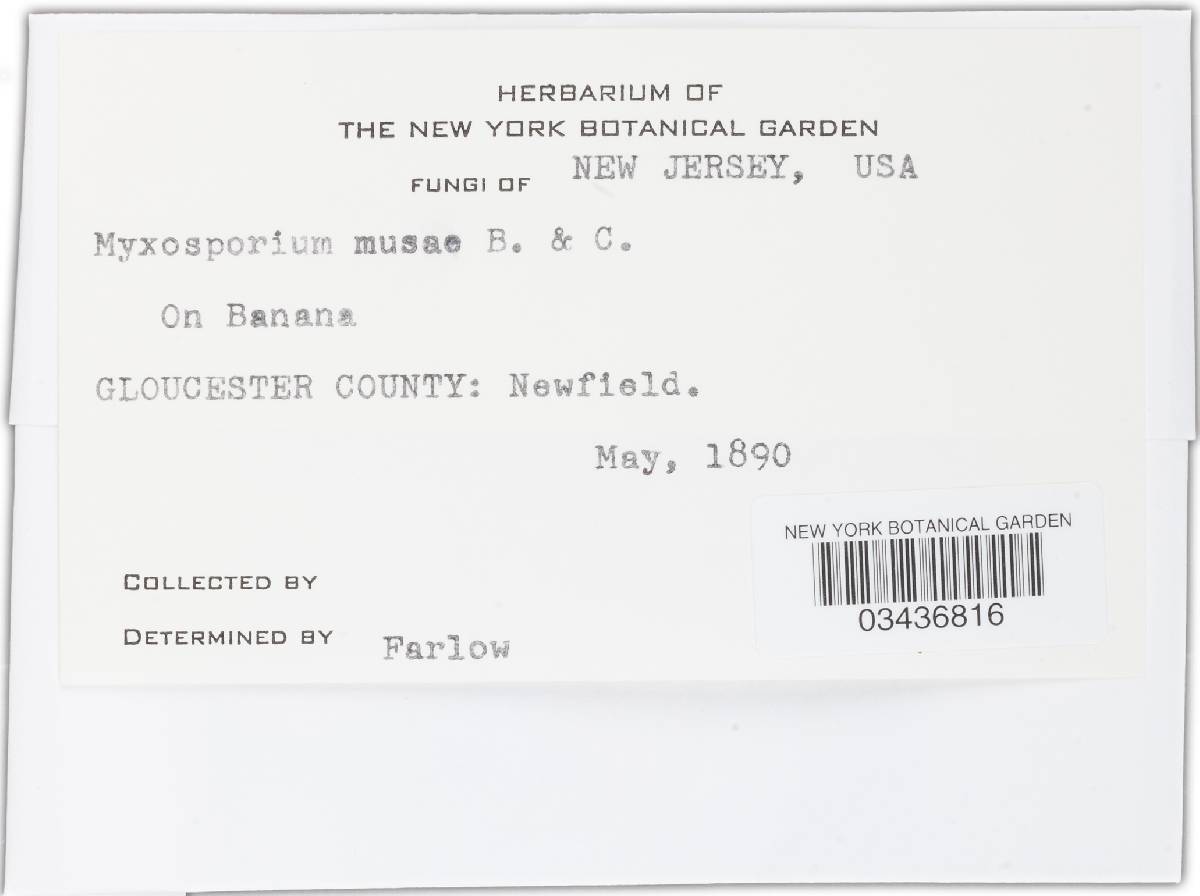 HERBARIUM OF
THE NEW YORK BOTANICAL GARDEN
FUNGI OF NEW JERSEY, USA
Myxosporium musae B. & C.
On Banana
GLOUCESTER COUNTY: Newfield.
May, 1890
NEW YORK BOTANICAL GARDEN
03436816
COLLECTED BY
DETERMINED BY Farlow